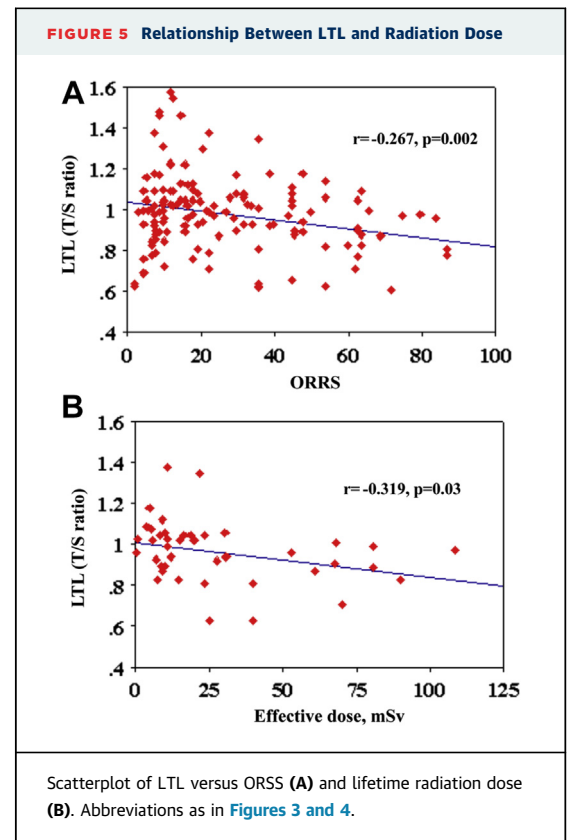 FIGURE 5 Relationship Between LTL and Radiation Dose
A
LTL (T/S ratio)
1.6
1.4
1.2
1
.8
.6
.4
r=-0.267, p=0.002
0 20 40 60 80 100
ORRS
B
LTL (T/S ratio)
1.6
1.4
1.2
1
.8
.6
.4
r= -0.319, p=0.03
0 25 50 75 100 125
Effective dose, mSv
Scatterplot of LTL versus ORSS (A) and lifetime radiation dose
(B). Abbreviations as in Figures 3 and 4.